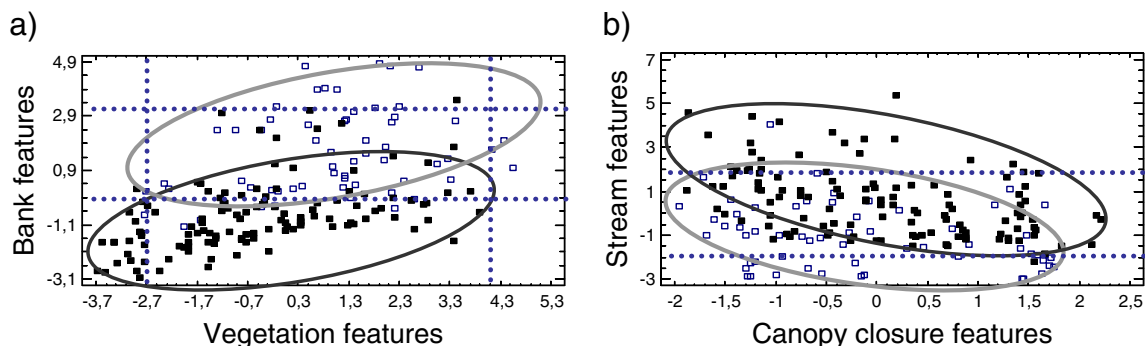 a)
Bank features
4,9
2,9
0,9
-1,1
-3,1
-3,7 -2,7 -1,7 -0,7 0,3 1,3 2,3 3,3 4,3 5,3
Vegetation features
b)
Stream features
7
5
3
1
-1
-3
-2 -1,5 -1 -0,5 0 0,5 1 1,5 2 2,5
Canopy closure features